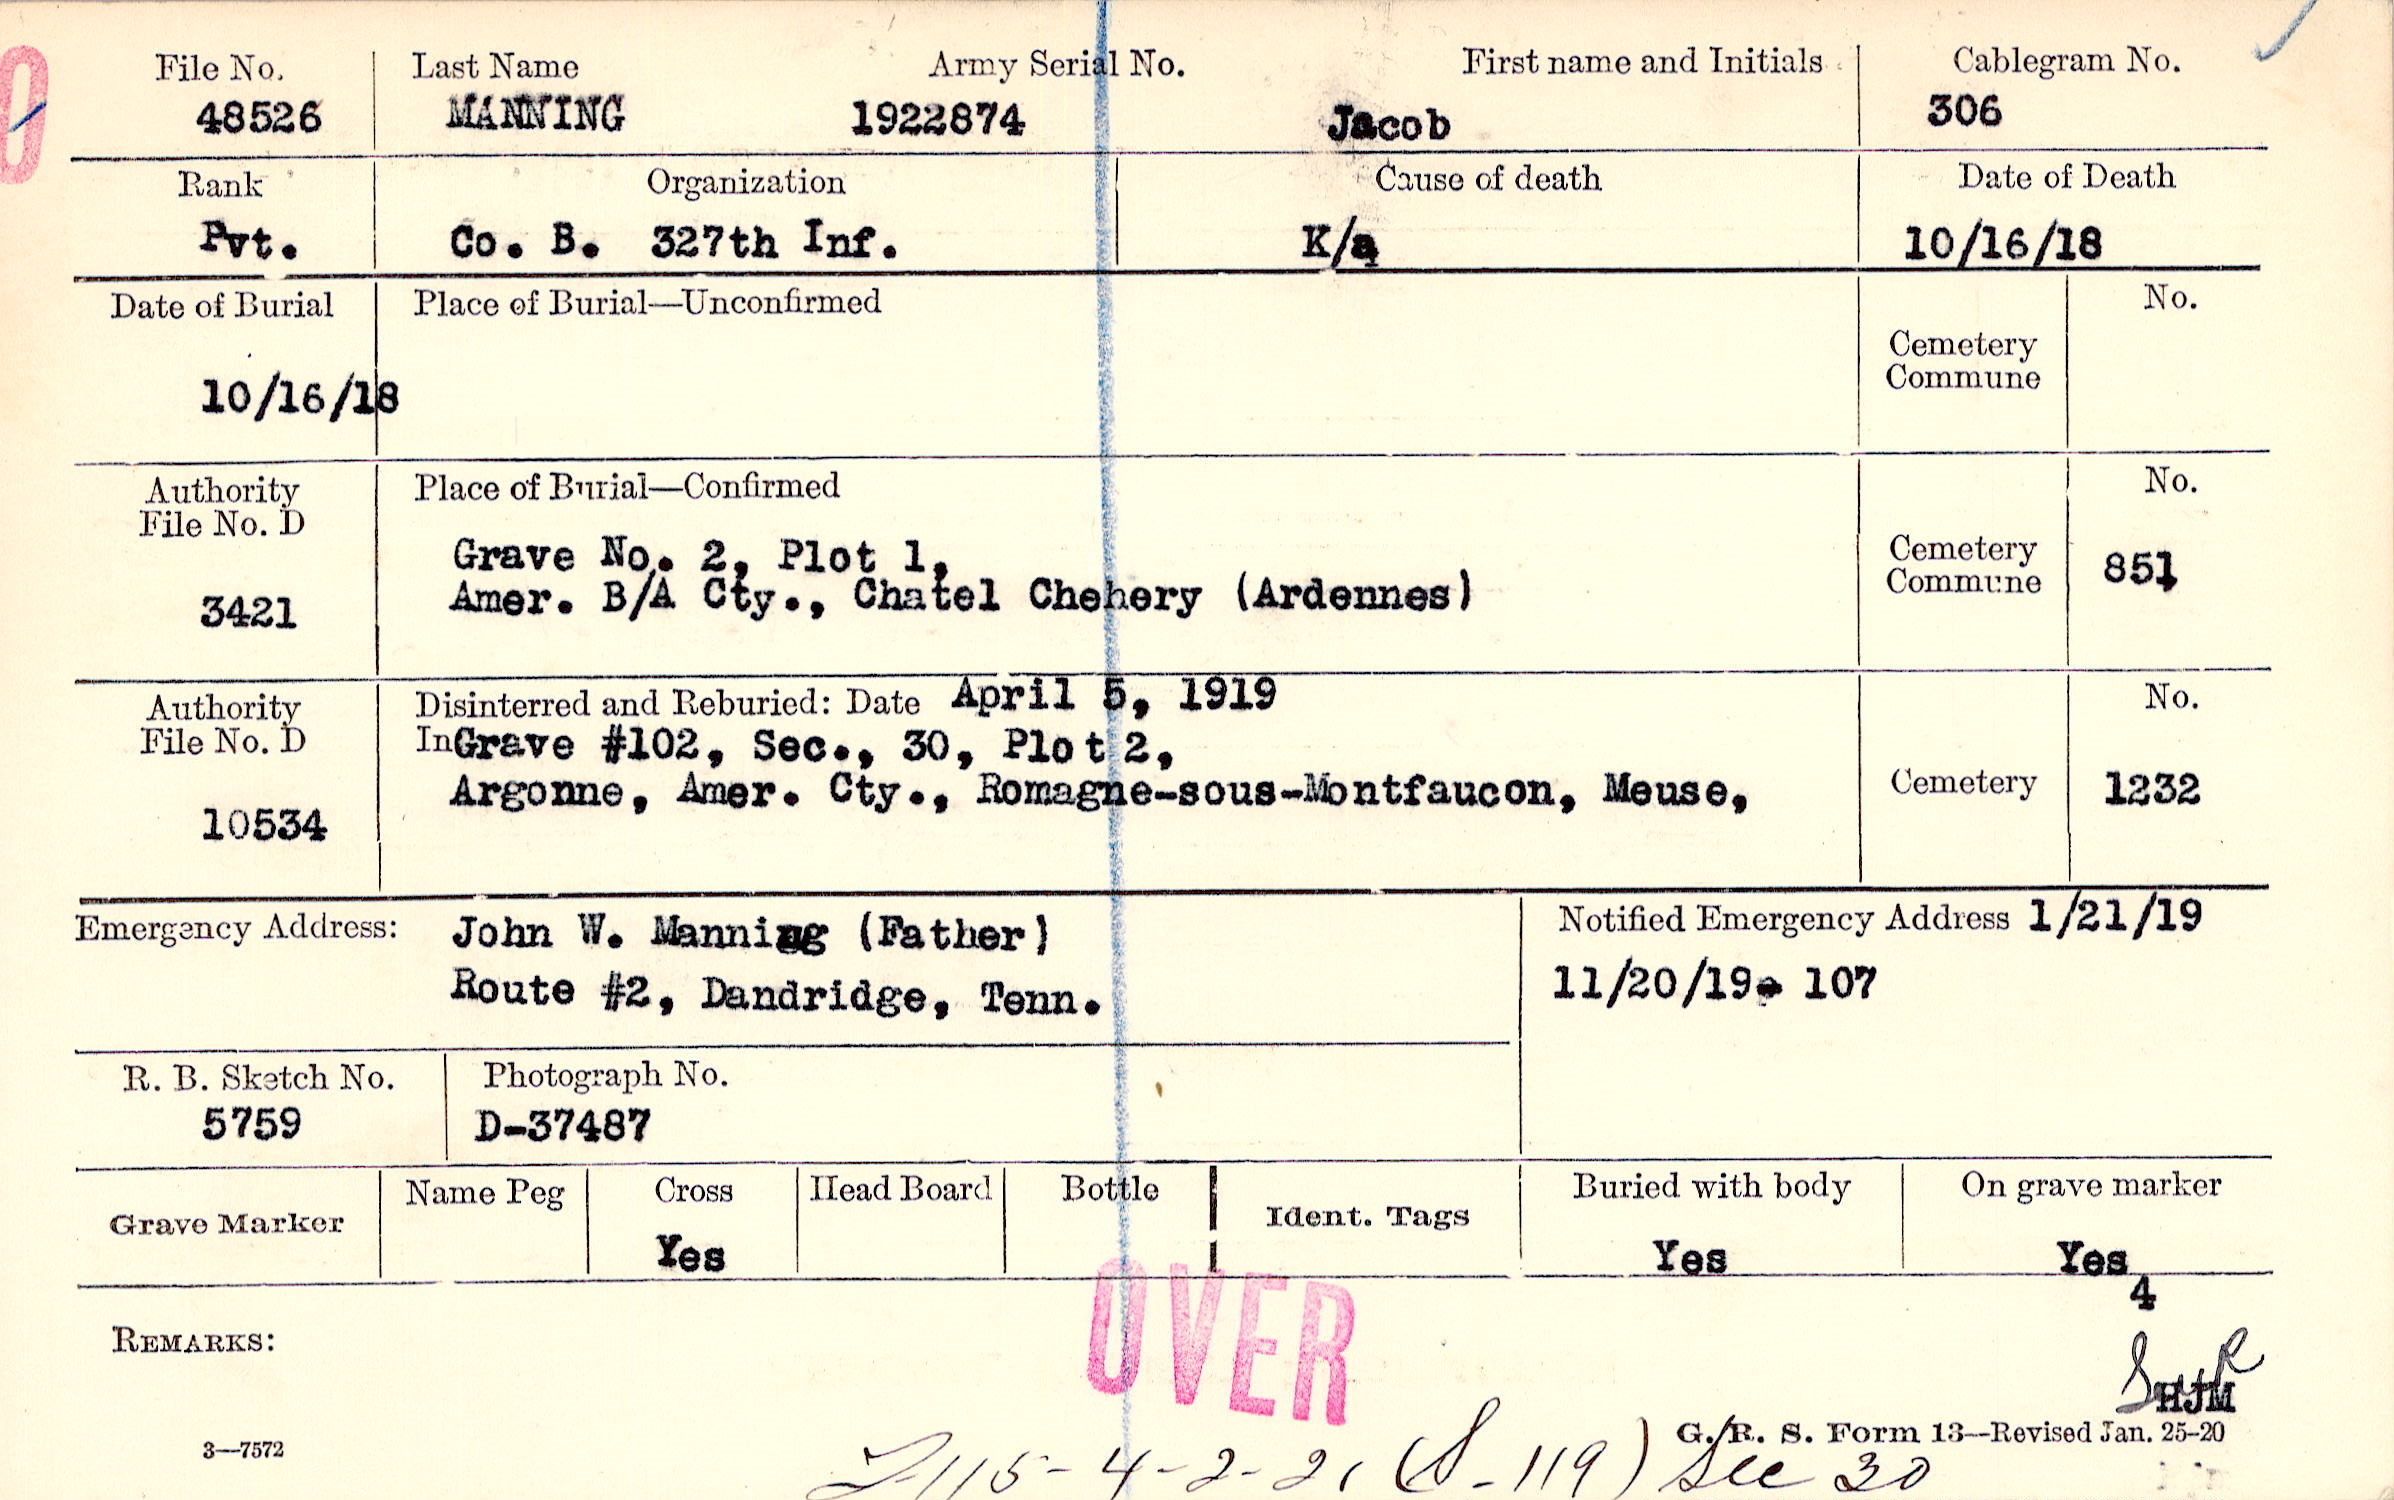 File No. Last Name Army Serial No. First name and Initials Cablegram No.
48526 MANNING 1922874 Jacob 306
Rank Organization Cause of death Date of Death
Pvt. Co. B. 327th Inf. K/a 10/16/18
Date of Burial Place of Burial—Unconfirmed No.
Cemetery
Commune
10/16/18
Authority Place of Burial—Confirmed No.
File No. D
Grave No. 2, Plot 1, Cemetery
3421 Amer. B/A Cty., Chatel Chehery (Ardennes) Commune 851
Authority Disinterred and Reburied: Date April 5, 1919 No.
File No. D In Grave #102, Sec., 30, Plot 2,
10534 Argonne, Amer. Cty., Romagne-sous-Montfaucon, Meuse, Cemetery 1232
Emergency Address: John W. Manning (Father) Notified Emergency Address 1/21/19
Route #2, Dandridge, Tenn. 11/20/19- 107
R. B. Sketch No. Photograph No.
5759 D-37487
Grave Marker Name Peg Cross Head Board Bottle Ident. Tags Buried with body On grave marker
Yes Yes Yes
4
REMARKS:
OVER
HJM
G. R. S. Form 13—Revised Jan. 25-20
3—7572
115-4-2-21 (S-119) Sec 30